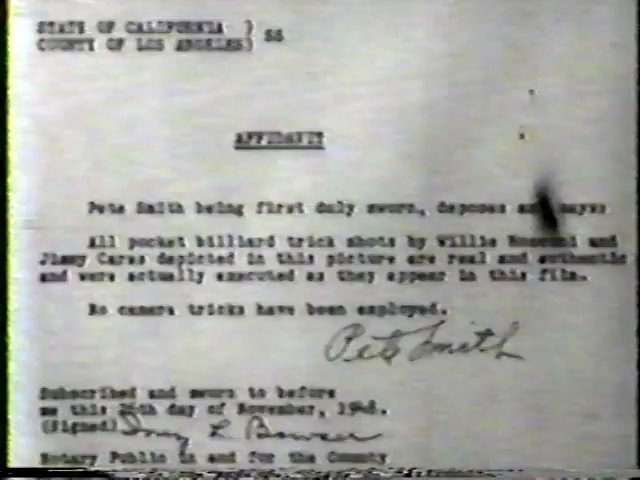 STATE OF CALIFORNIA ) SS
COUNTY OF LOS ANGELES)
AFFIDAVIT
Pete Smith being first duly sworn, deposes and says:
All pocket billiard trick shots by Willie Mosconi and
Jimmy Caras depicted in this picture are real and authentic
and were actually executed as they appear in this film.
No camera tricks have been employed.
Pete Smith
Subscribed and sworn to before
me this 26th day of November,
(Signed) L Bowser
Notary Public in and for the County